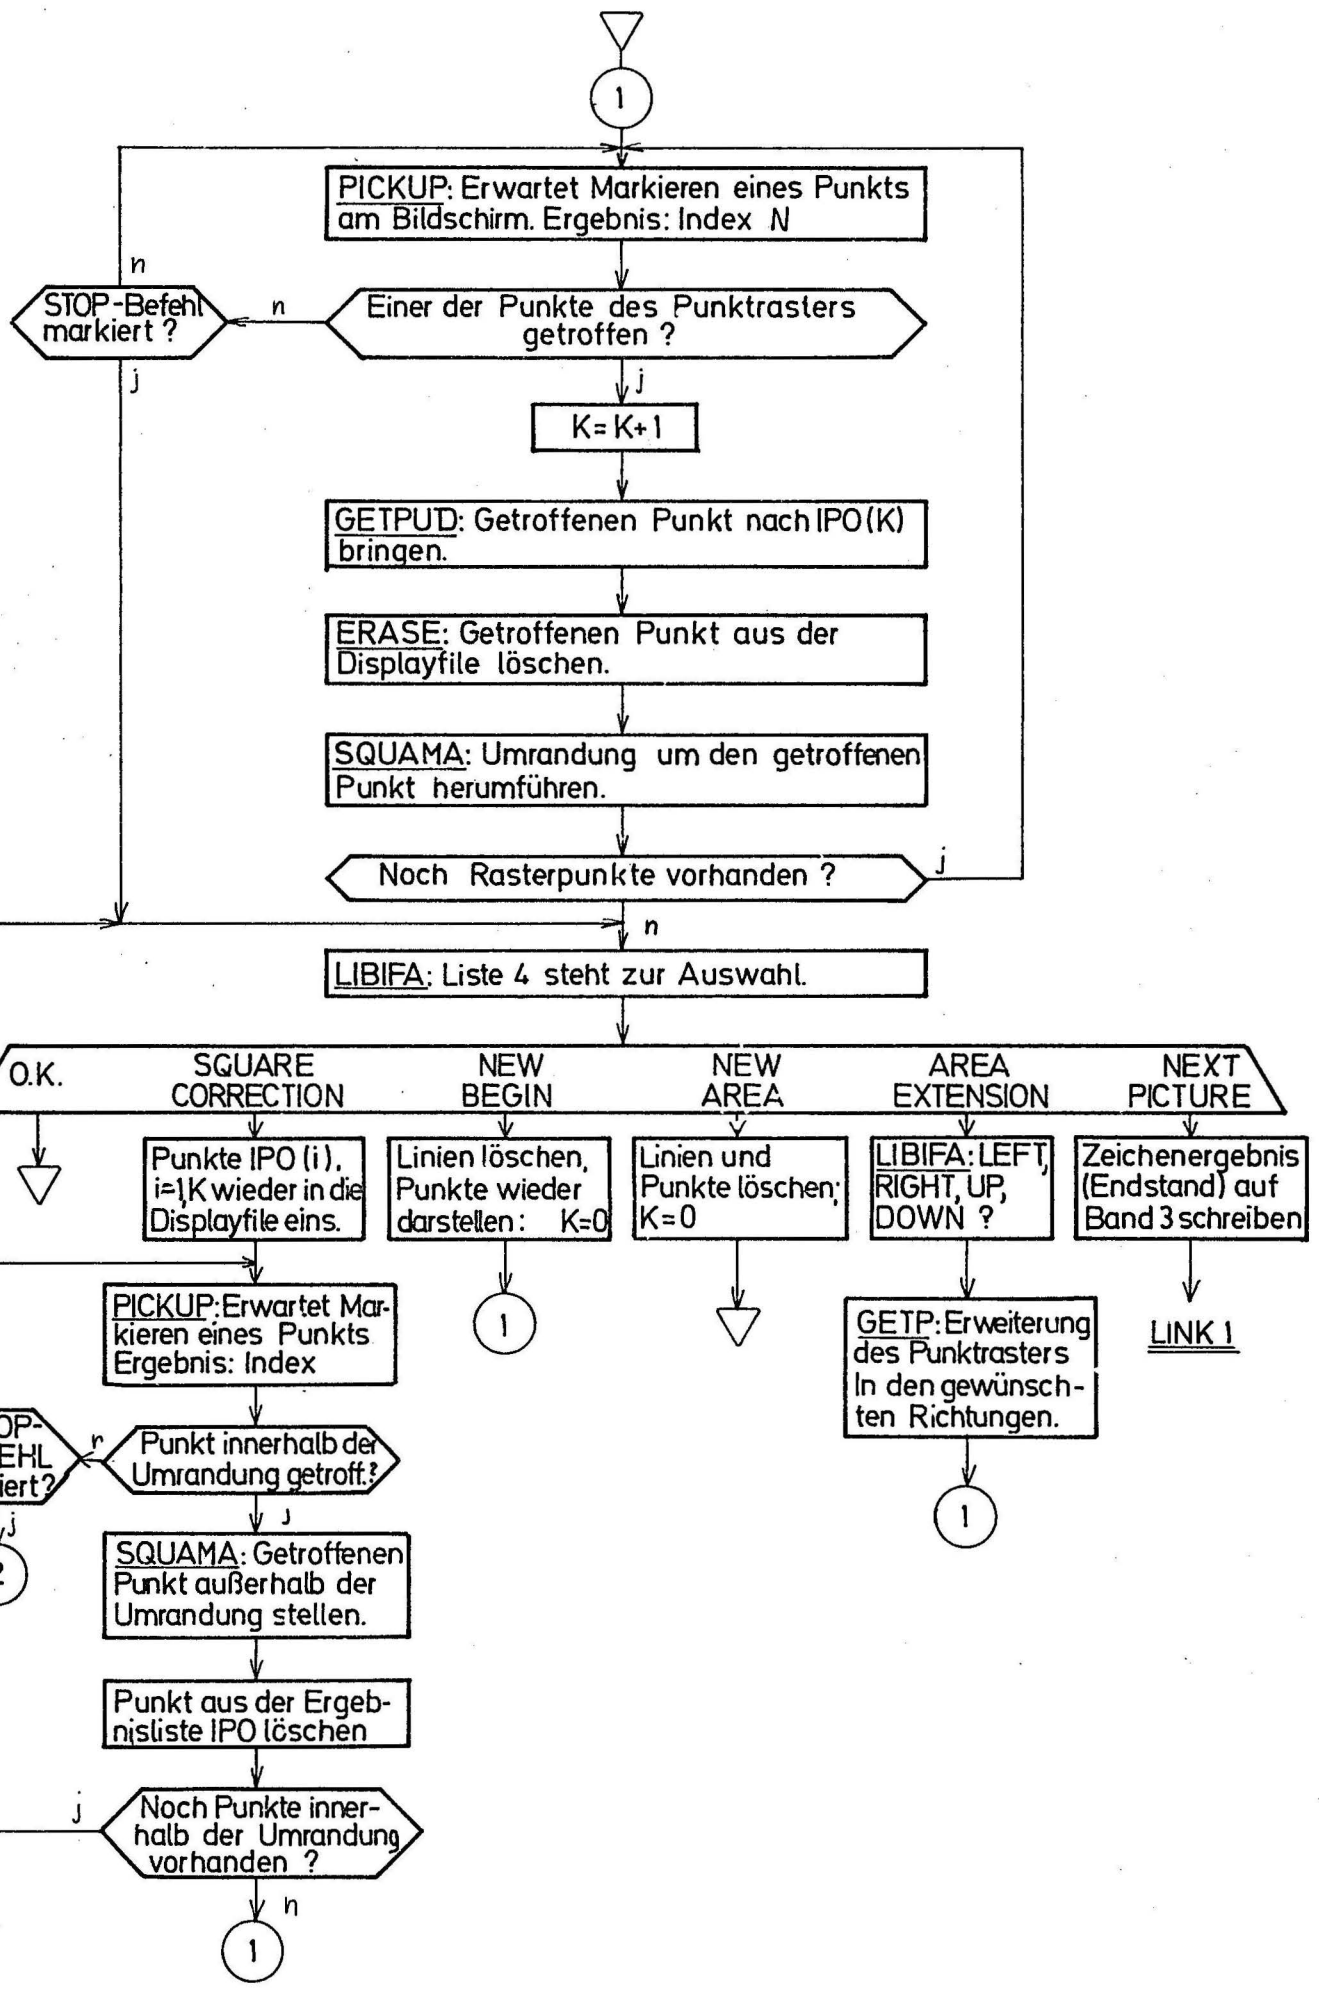 1
PICKUP: Erwartet Markieren eines Punkts
am Bildschirm. Ergebnis: Index N
n
STOP-Befehl
markiert ?
n
Einer der Punkte des Punktrasters
getroffen ?
j
j
K=K+1
GETPUD: Getroffenen Punkt nach IPO(K)
bringen.
ERASE: Getroffenen Punkt aus der
Displayfile löschen.
SQUAMA: Umrandung um den getroffenen
Punkt herumführen.
Noch Rasterpunkte vorhanden ?
j
n
LIBIFA: Liste 4 steht zur Auswahl.
O.K.
SQUARE
CORRECTION
NEW
BEGIN
NEW
AREA
AREA
EXTENSION
NEXT
PICTURE
Punkte IPO(i),
i=1,K wieder in die
Displayfile eins.
Linien löschen,
Punkte wieder
darstellen: K=0
Linien und
Punkte löschen;
K=0
LIBIFA: LEFT,
RIGHT, UP,
DOWN ?
Zeichenergebnis
(Endstand) auf
Band 3 schreiben
PICKUP: Erwartet Mar-
kieren eines Punkts
Ergebnis: Index
1
GETP: Erweiterung
des Punktrasters
In den gewünsch-
ten Richtungen.
LINK 1
OP-
EHL
iert?
n
Punkt innerhalb der
Umrandung getroff.?
j
j
2
1
SQUAMA: Getroffenen
Punkt außerhalb der
Umrandung stellen.
Punkt aus der Ergeb-
nisliste IPO löschen
j
Noch Punkte inner-
halb der Umrandung
vorhanden ?
n
1